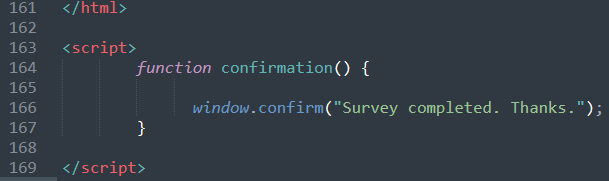 161 </html>
162
163 <script>
164 function confirmation() {
165
166 window.confirm("Survey completed. Thanks.");
167 }
168
169 </script>